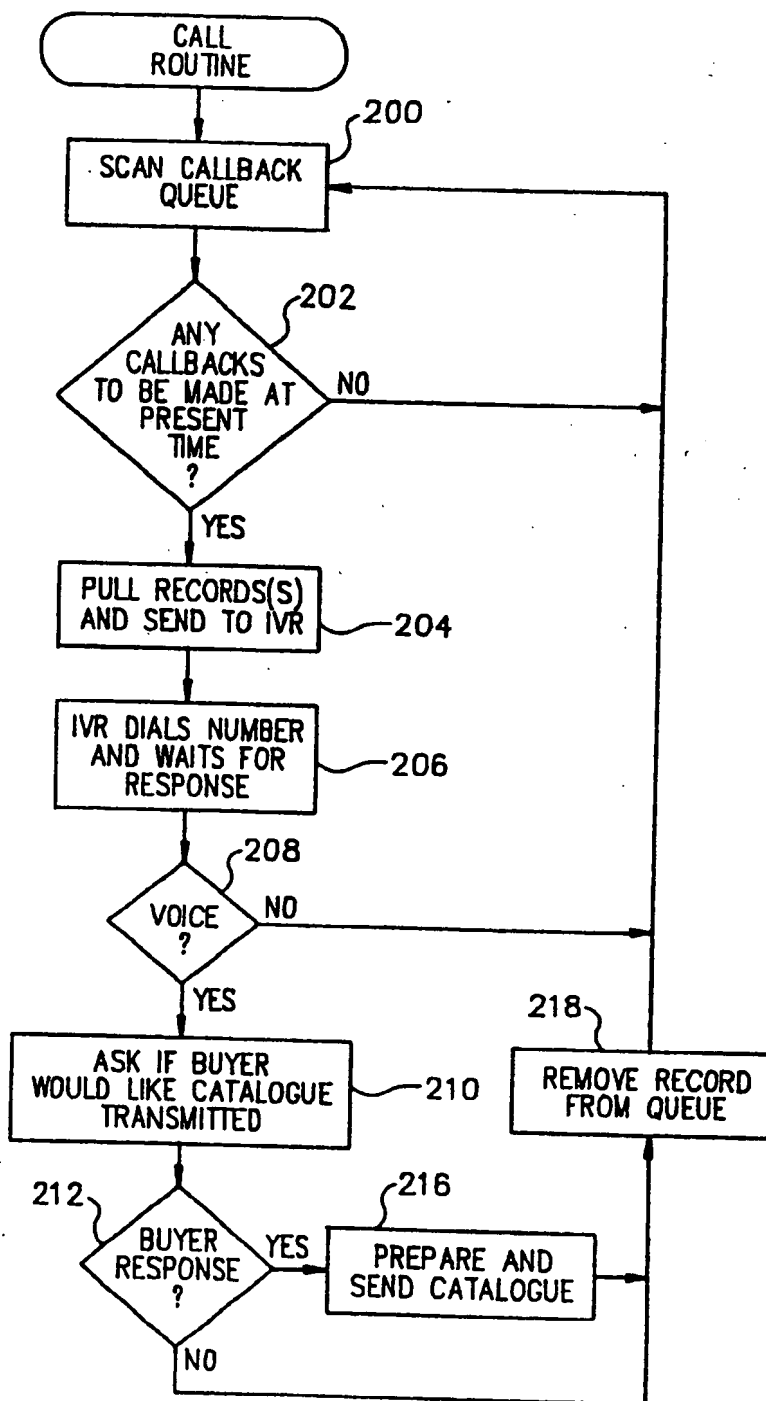 CALL
ROUTINE
200
SCAN CALLBACK
QUEUE
202
ANY
CALLBACKS
TO BE MADE AT
PRESENT
TIME
?
NO
YES
PULL RECORDS(S)
AND SEND TO IVR
204
IVR DIALS NUMBER
AND WAITS FOR
RESPONSE
206
208
VOICE
?
NO
YES
ASK IF BUYER
WOULD LIKE CATALOGUE
TRANSMITTED
210
218
REMOVE RECORD
FROM QUEUE
212
BUYER
RESPONSE
?
YES
216
PREPARE AND
SEND CATALOGUE
NO